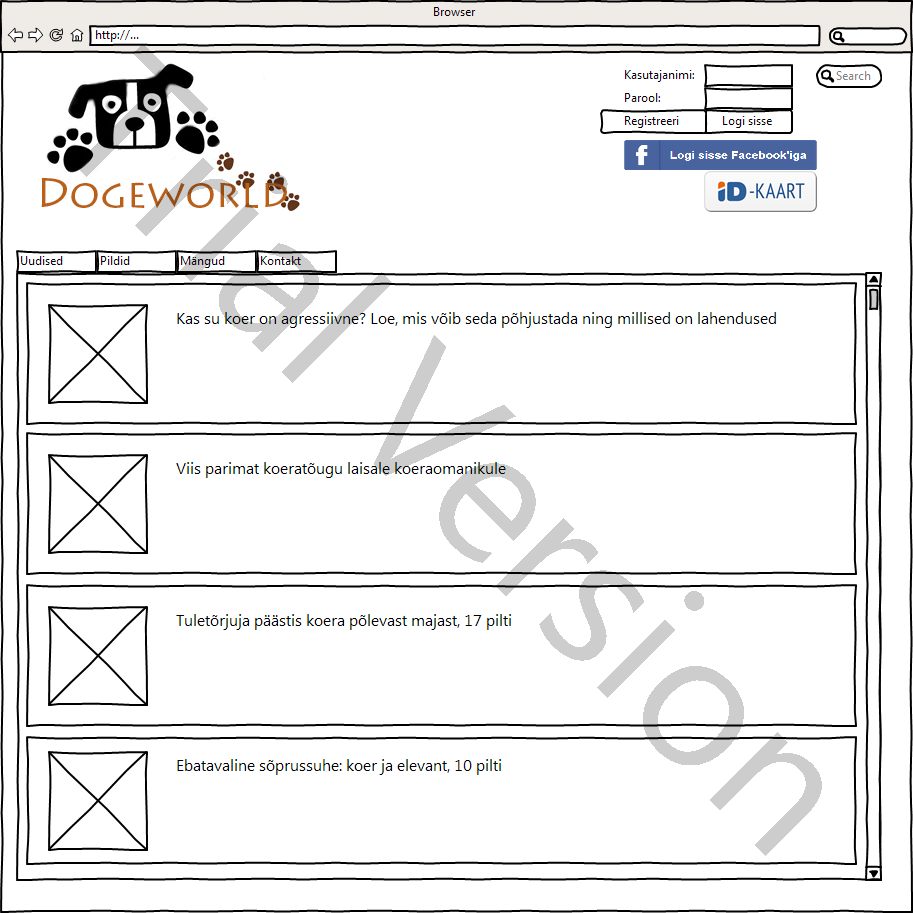 Browser
http://...
Kasutajanimi:
Search
Parool:
Registreeri
Logi sisse
f Logi sisse Facebook'iga
iD-KAART
DOGEWORLD
Uudised
Pildid
Mängud
Kontakt
Kas su koer on agressiivne? Loe, mis võib seda põhjustada ning millised on lahendused
Viis parimat koeratõugu laisale koeraomanikule
Tuletõrjuja päästis koera põlevast majast, 17 pilti
Ebatavaline sõprussuhe: koer ja elevant, 10 pilti
Trial Version